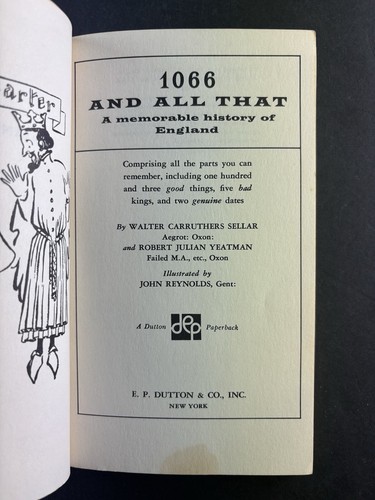 arter
1066
AND ALL THAT
A memorable history of
England
Comprising all the parts you can
remember, including one hundred
and three good things, five bad
kings, and two genuine dates
By WALTER CARRUTHERS SELLAR
Aegrot: Oxon:
and ROBERT JULIAN YEATMAN
Failed M.A., etc., Oxon
Illustrated by
JOHN REYNOLDS, Gent:
A Dutton dep Paperback
E. P. DUTTON & CO., INC.
NEW YORK